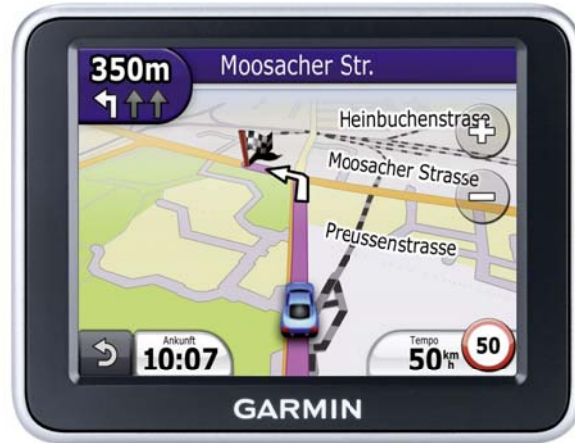 350m
Moosacher Str.
Heinbuchenstrasse
Moosacher Strasse
Preussenstrasse
Ankunft
10:07
Tempo
50 km
h
50
GARMIN